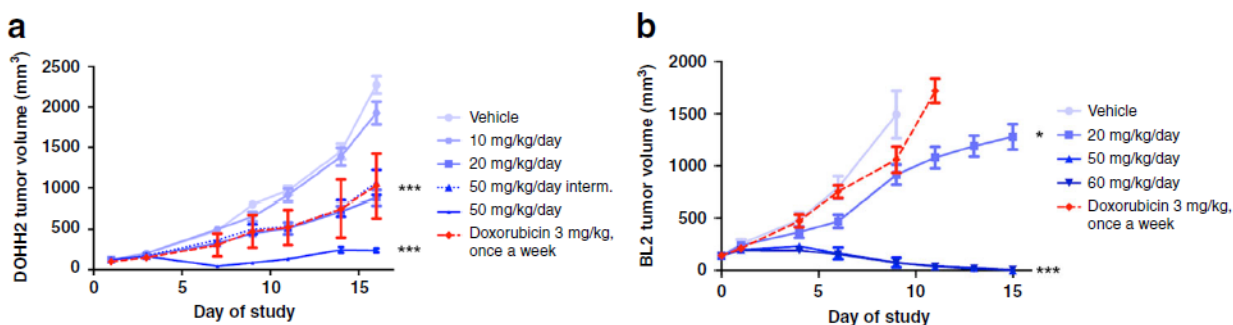 a
DOHH2 tumor volume (mm³)
2500
2000
1500
1000
500
0
0
5
10
15
Day of study
Vehicle
10 mg/kg/day
20 mg/kg/day
50 mg/kg/day interm.
50 mg/kg/day
Doxorubicin 3 mg/kg,
once a week
***
***
b
BL2 tumor volume (mm³)
2000
1500
1000
500
0
0
5
10
15
Day of study
Vehicle
20 mg/kg/day
50 mg/kg/day
60 mg/kg/day
Doxorubicin 3 mg/kg,
once a week
*
***